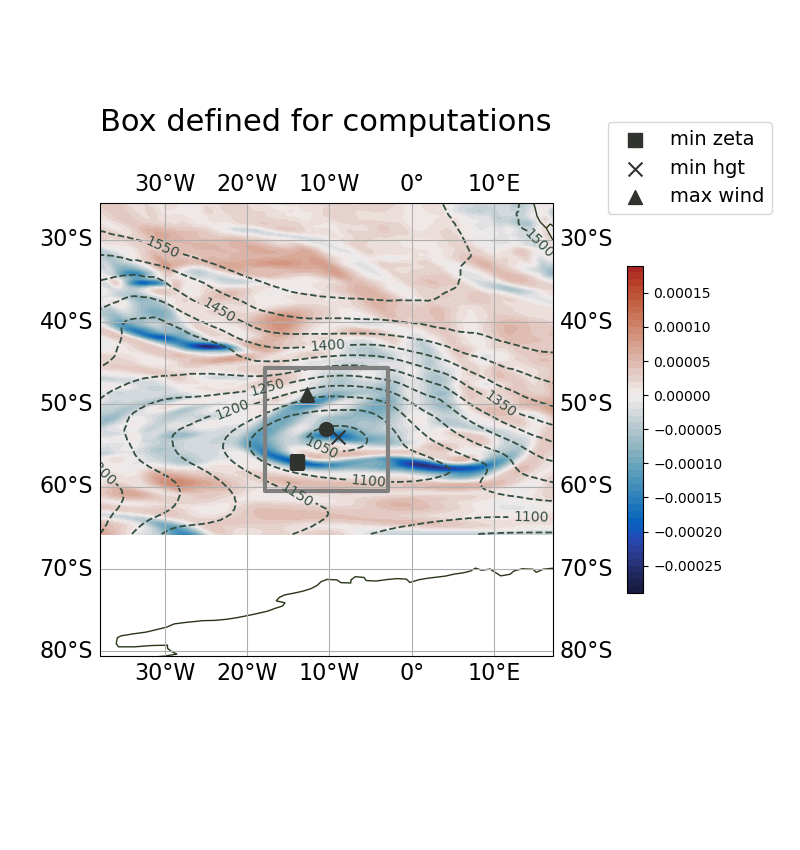 Box defined for computations
min zeta
min hgt
max wind
30°W 20°W 10°W 0° 10°E
30°S 30°S
40°S 40°S
50°S 50°S
60°S 60°S
70°S 70°S
80°S 80°S
30°W 20°W 10°W 0° 10°E
1550
1500
1450
1400
1350
1250
1200
1050
1100
1150
1100
0.00015
0.00010
0.00005
0.00000
−0.00005
−0.00010
−0.00015
−0.00020
−0.00025